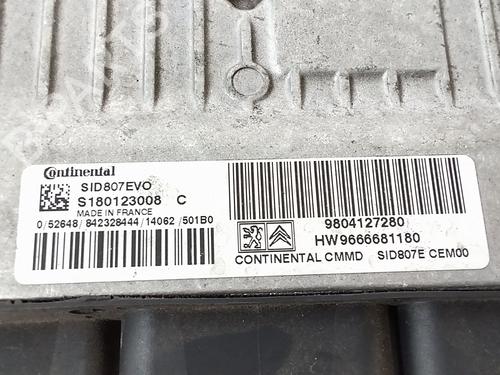 Continental
SID807EVO
S180123008 C
MADE IN FRANCE
0/52648/842328444/14062/501B0
9804127280
HW9666681180
CONTINENTAL CMMD SID807E CEM00